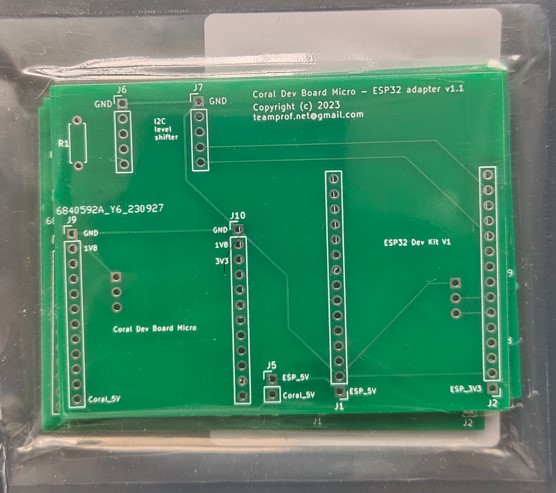 J6
J7
GND
GND
Coral Dev Board Micro – ESP32 adapter v1.1
Copyright (c) 2023
teamprof.net@gmail.com
I2C
level
shifter
R1
6840592A_Y6_230927
J9
J10
GND
GND
1V8
1V8
3V3
ESP32 Dev Kit V1
Coral Dev Board Micro
J5
ESP_5V
Coral_5V
Coral_5V
ESP_5V
J1
ESP_3V3
J2
J1
J2